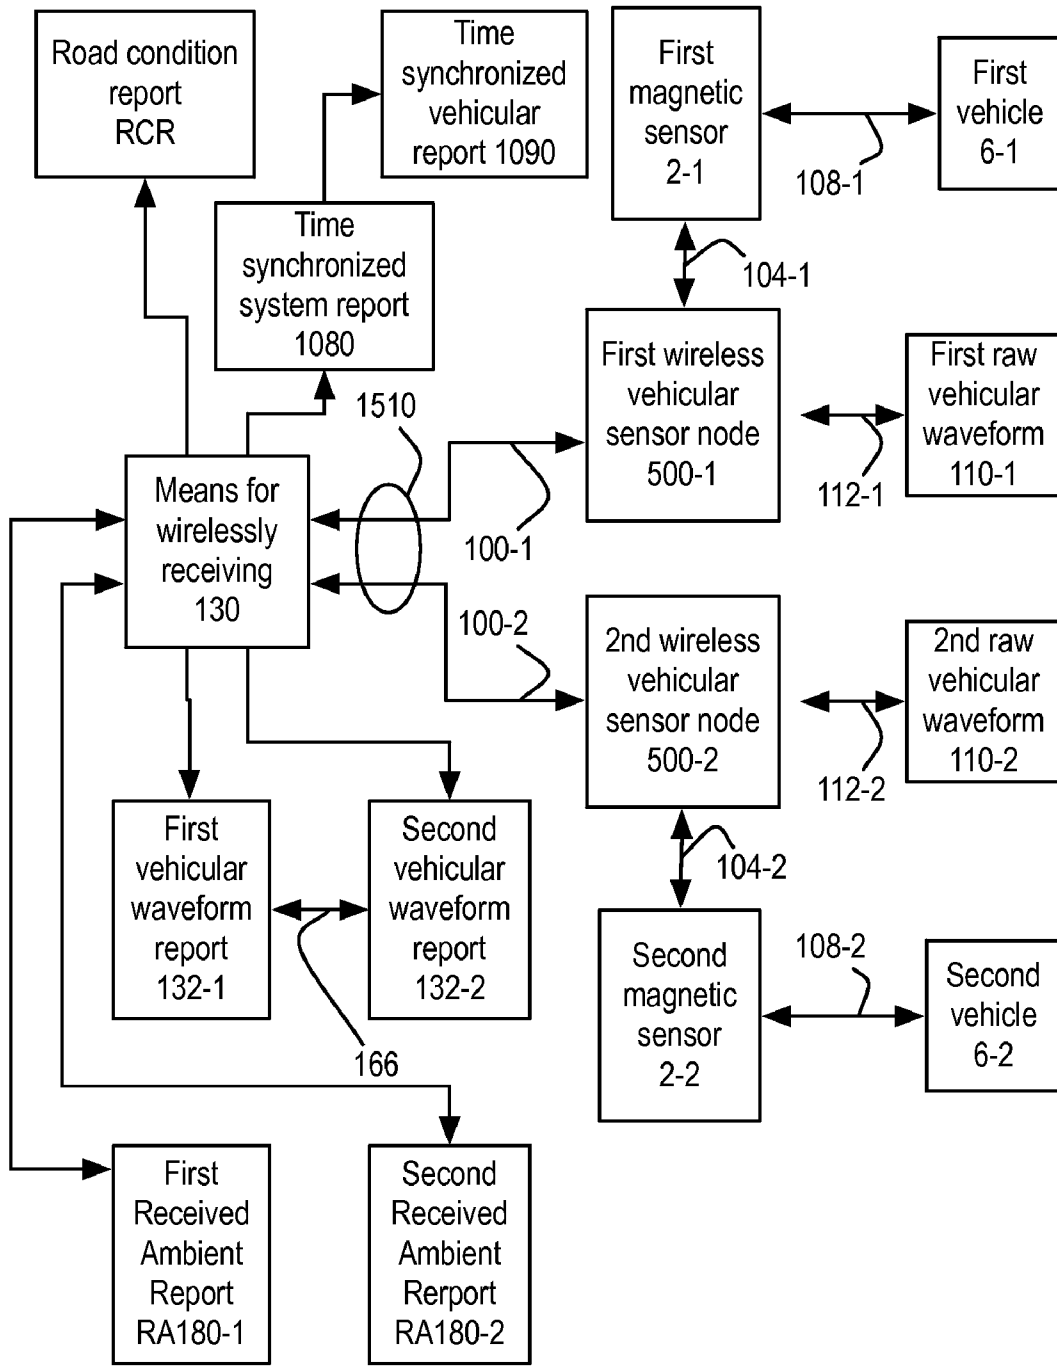 Road condition
report
RCR
Time
synchronized
vehicular
report 1090
First
magnetic
sensor
2-1
First
vehicle
6-1
108-1
Time
synchronized
system report
1080
104-1
1510
First wireless
vehicular
sensor node
500-1
First raw
vehicular
waveform
110-1
112-1
Means for
wirelessly
receiving
130
100-1
100-2
2nd wireless
vehicular
sensor node
500-2
2nd raw
vehicular
waveform
110-2
112-2
First
vehicular
waveform
report
132-1
Second
vehicular
waveform
report
132-2
104-2
166
Second
magnetic
sensor
2-2
108-2
Second
vehicle
6-2
First
Received
Ambient
Report
RA180-1
Second
Received
Ambient
Rerport
RA180-2